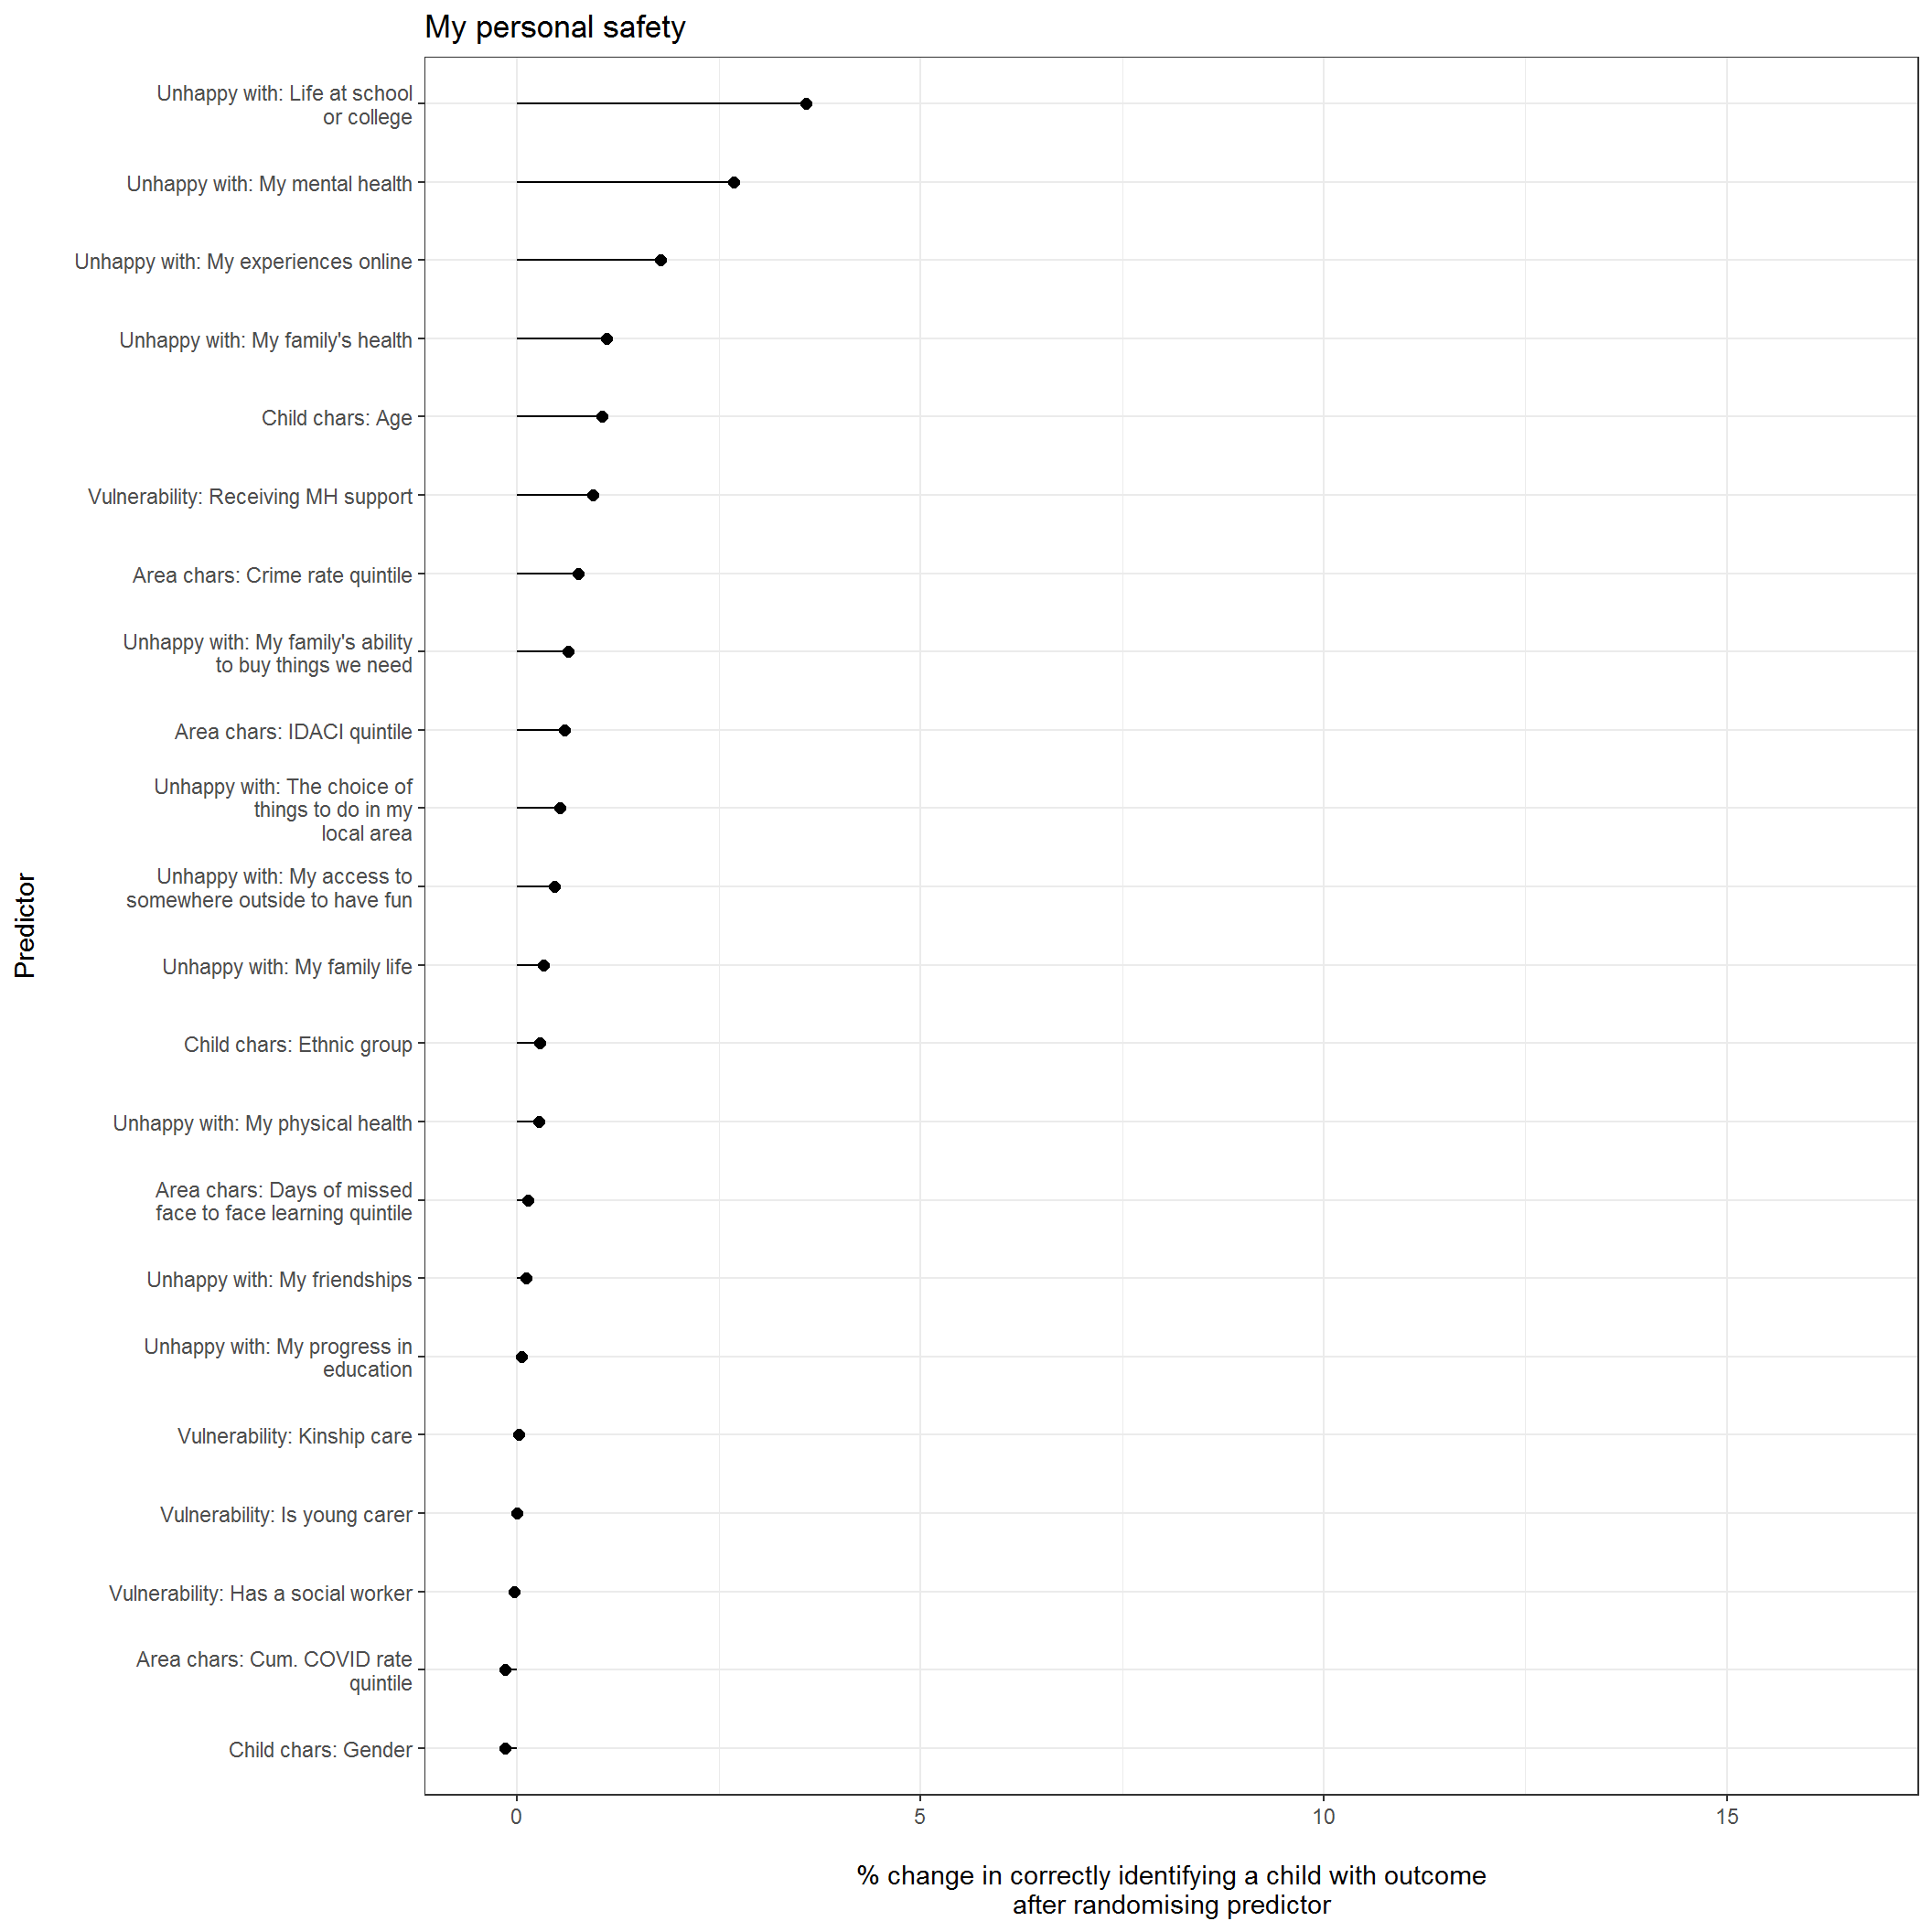 My personal safety
Unhappy with: Life at school
or college
Unhappy with: My mental health
Unhappy with: My experiences online
Unhappy with: My family's health
Child chars: Age
Vulnerability: Receiving MH support
Area chars: Crime rate quintile
Unhappy with: My family's ability
to buy things we need
Area chars: IDACI quintile
Unhappy with: The choice of
things to do in my
local area
Unhappy with: My access to
somewhere outside to have fun
Unhappy with: My family life
Child chars: Ethnic group
Unhappy with: My physical health
Area chars: Days of missed
face to face learning quintile
Unhappy with: My friendships
Unhappy with: My progress in
education
Vulnerability: Kinship care
Vulnerability: Is young carer
Vulnerability: Has a social worker
Area chars: Cum. COVID rate
quintile
Child chars: Gender
Predictor
0 5 10 15
% change in correctly identifying a child with outcome
after randomising predictor